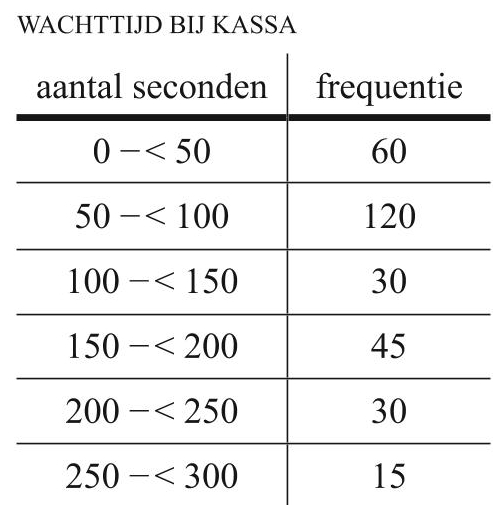 WACHTTIJD BIJ KASSA
aantal seconden frequentie
0 –< 50 60
50 –< 100 120
100 –< 150 30
150 –< 200 45
200 –< 250 30
250 –< 300 15